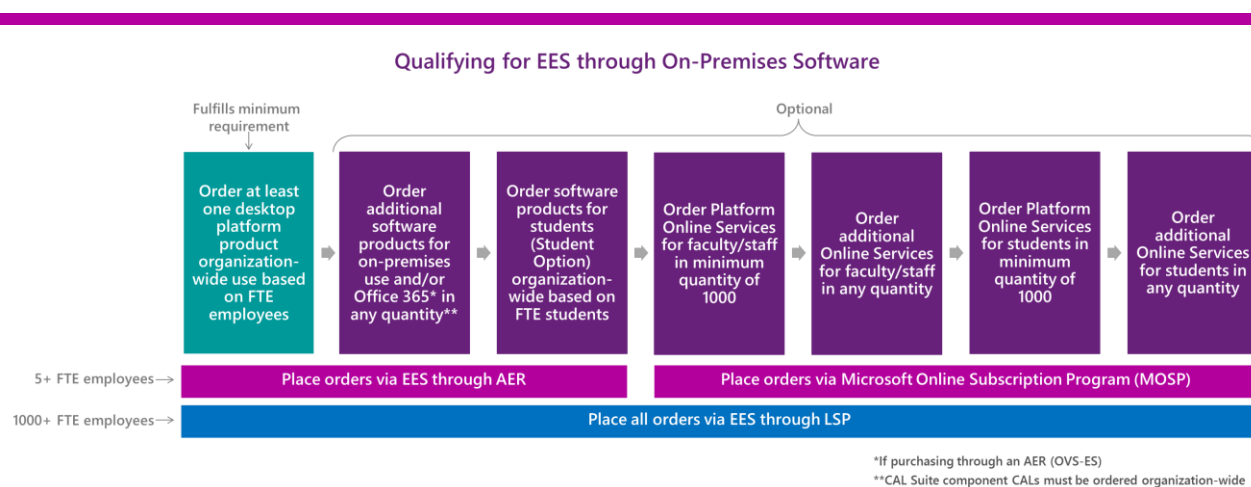 Qualifying for EES through On-Premises Software
Fulfills minimum
requirement
Optional
Order at least
one desktop
platform
product
organization-
wide use based
on FTE
employees
Order
additional
software
products for
on-premises
use and/or
Office 365* in
any quantity**
Order software
products for
students
(Student
Option)
organization-
wide based on
FTE students
Order Platform
Online Services
for faculty/staff
in minimum
quantity of
1000
Order
additional
Online Services
for faculty/staff
in any quantity
Order Platform
Online Services
for students in
minimum
quantity of
1000
Order
additional
Online Services
for students in
any quantity
5+ FTE employees
Place orders via EES through AER
Place orders via Microsoft Online Subscription Program (MOSP)
1000+ FTE employees
Place all orders via EES through LSP
*If purchasing through an AER (OVS-ES)
**CAL Suite component CALs must be ordered organization-wide